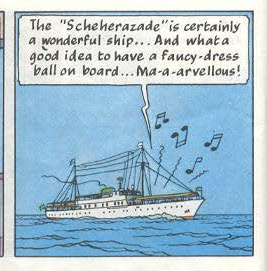 The "Scheherazade" is certainly
a wonderful ship... And what a
good idea to have a fancy-dress
ball on board... Ma-a-arvellous!